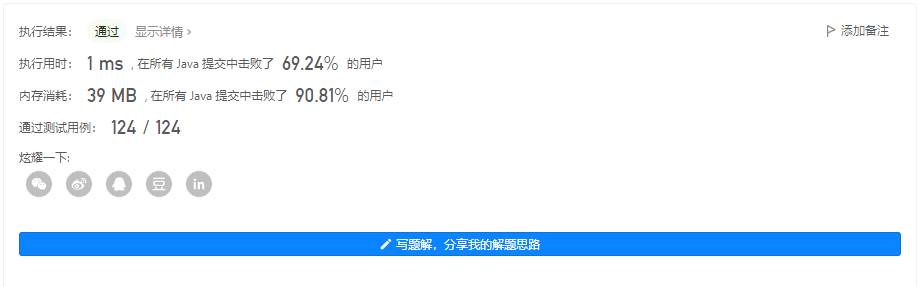 执行结果： 通过 显示详情 › 添加备注
执行用时： 1 ms , 在所有 Java 提交中击败了 69.24% 的用户
内存消耗： 39 MB , 在所有 Java 提交中击败了 90.81% 的用户
通过测试用例： 124 / 124
炫耀一下:
豆 in
写题解，分享我的解题思路